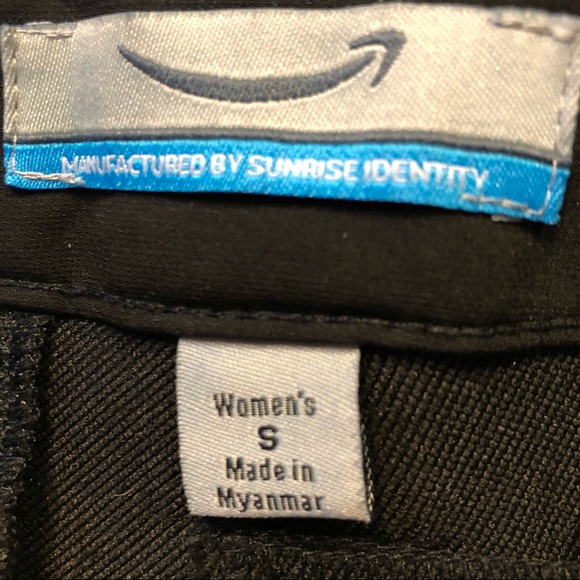 MANUFACTURED BY SUNRISE IDENTITY
Women's
S
Made in
Myanmar